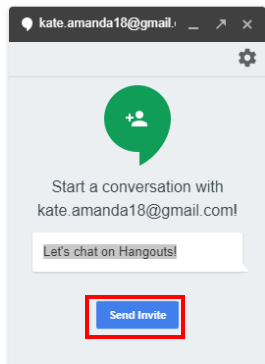 kate.amanda18@gmail.
Start a conversation with
kate.amanda18@gmail.com!
Let's chat on Hangouts!
Send Invite